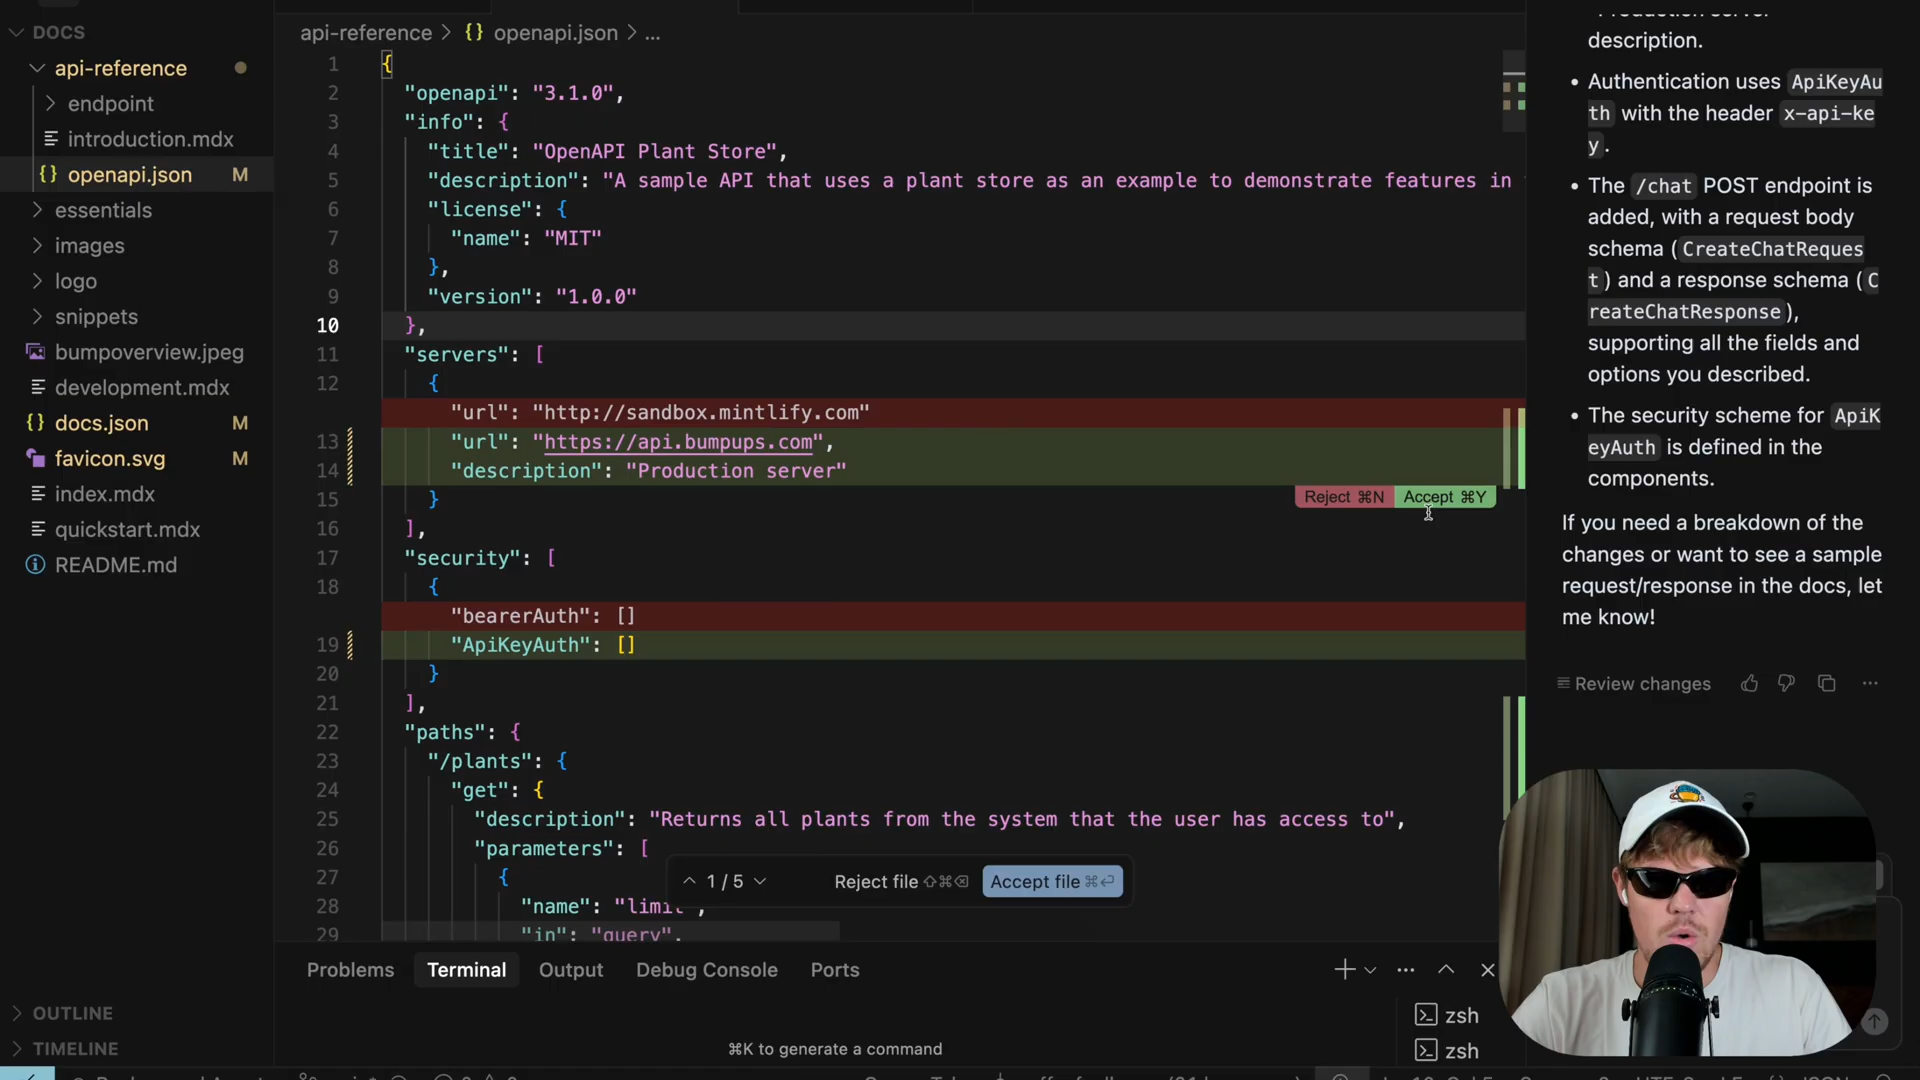 DOCS
api-reference
endpoint
introduction.mdx
openapi.json M
essentials
images
logo
snippets
bumpoverview.jpeg
development.mdx
docs.json M
favicon.svg M
index.mdx
quickstart.mdx
README.md
OUTLINE
TIMELINE
api-reference > {} openapi.json > ...
1 {
2 "openapi": "3.1.0",
3 "info": {
4 "title": "OpenAPI Plant Store",
5 "description": "A sample API that uses a plant store as an example to demonstrate features in
6 "license": {
7 "name": "MIT"
8 },
9 "version": "1.0.0"
10 },
11 "servers": [
12 {
"url": "http://sandbox.mintlify.com"
13 "url": "https://api.bumpups.com",
14 "description": "Production server"
15 }
Reject ⌘N Accept ⌘Y
16 ],
17 "security": [
18 {
"bearerAuth": []
19 "ApiKeyAuth": []
20 }
21 ],
22 "paths": {
23 "/plants": {
24 "get": {
25 "description": "Returns all plants from the system that the user has access to",
26 "parameters": [
27 {
1 / 5 Reject file ⇧⌘⌫ Accept file ⌘⏎
28 "name": "limit",
29 "in": "query",
Problems Terminal Output Debug Console Ports
zsh
zsh
⌘K to generate a command
Production server
description.
• Authentication uses ApiKeyAu
th with the header x-api-ke
y.
• The /chat POST endpoint is
added, with a request body
schema (CreateChatReques
t) and a response schema (C
reateChatResponse),
supporting all the fields and
options you described.
• The security scheme for ApiK
eyAuth is defined in the
components.
If you need a breakdown of the
changes or want to see a sample
request/response in the docs, let
me know!
Review changes